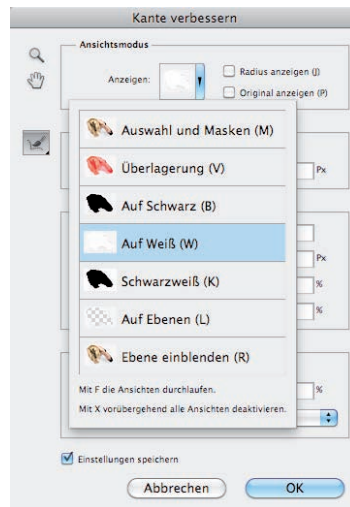 Kante verbessern
Ansichtsmodus
Anzeigen:
Radius anzeigen (J)
Original anzeigen (P)
Auswahl und Masken (M)
Überlagerung (V)
Auf Schwarz (B)
Auf Weiß (W)
Schwarzweiß (K)
Auf Ebenen (L)
Ebene einblenden (R)
Mit F die Ansichten durchlaufen.
Mit X vorübergehend alle Ansichten deaktivieren.
Px
Px
%
%
%
Einstellungen speichern
Abbrechen
OK